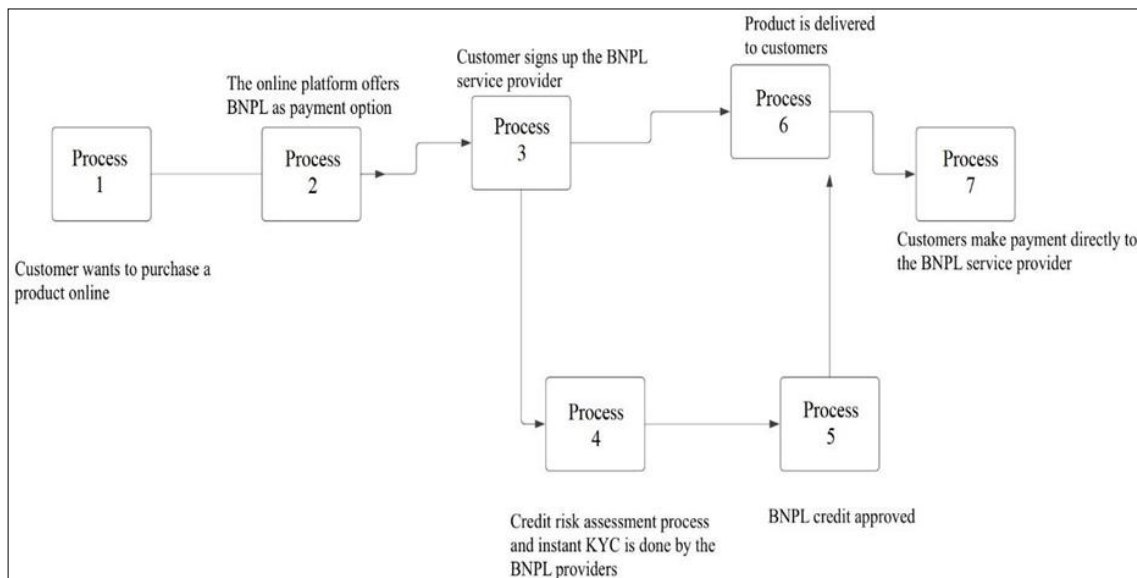 Customer wants to purchase a
product online
Process
1
The online platform offers
BNPL as payment option
Process
2
Customer signs up the BNPL
service provider
Process
3
Process
4
Credit risk assessment process
and instant KYC is done by the
BNPL providers
Process
5
BNPL credit approved
Product is delivered
to customers
Process
6
Process
7
Customers make payment directly to
the BNPL service provider